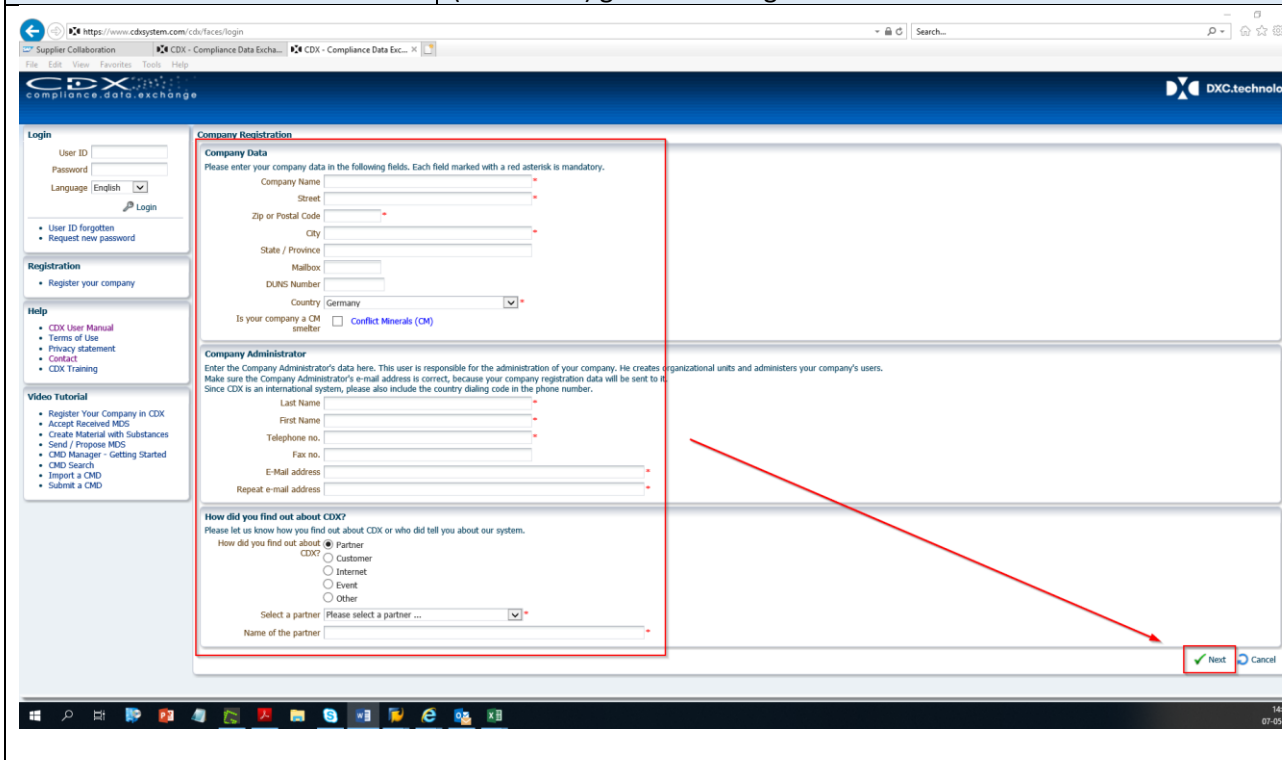 https://www.cdxsystem.com/cdx/faces/login
Search...
Supplier Collaboration
CDX - Compliance Data Excha...
CDX - Compliance Data Exc... ×
File Edit View Favorites Tools Help
CDX
compliance.data.exchange
DXC.technolo
Login
User ID
Password
Language English
Login
• User ID forgotten
• Request new password
Registration
• Register your company
Help
• CDX User Manual
• Terms of Use
• Privacy statement
• Contact
• CDX Training
Video Tutorial
• Register Your Company in CDX
• Accept Received MDS
• Create Material with Substances
• Send / Propose MDS
• CMD Manager - Getting Started
• CMD Search
• Import a CMD
• Submit a CMD
Company Registration
Company Data
Please enter your company data in the following fields. Each field marked with a red asterisk is mandatory.
Company Name *
Street *
Zip or Postal Code *
City *
State / Province
Mailbox
DUNS Number
Country Germany *
Is your company a CM
smelter
Conflict Minerals (CM)
Company Administrator
Enter the Company Administrator's data here. This user is responsible for the administration of your company. He creates organizational units and administers your company's users.
Make sure the Company Administrator's e-mail address is correct, because your company registration data will be sent to it.
Since CDX is an international system, please also include the country dialing code in the phone number.
Last Name *
First Name *
Telephone no. *
Fax no.
E-Mail address *
Repeat e-mail address *
How did you find out about CDX?
Please let us know how you find out about CDX or who did tell you about our system.
How did you find out about
CDX?
Partner
Customer
Internet
Event
Other
Select a partner Please select a partner ... *
Name of the partner *
Next Cancel
14:
07-05